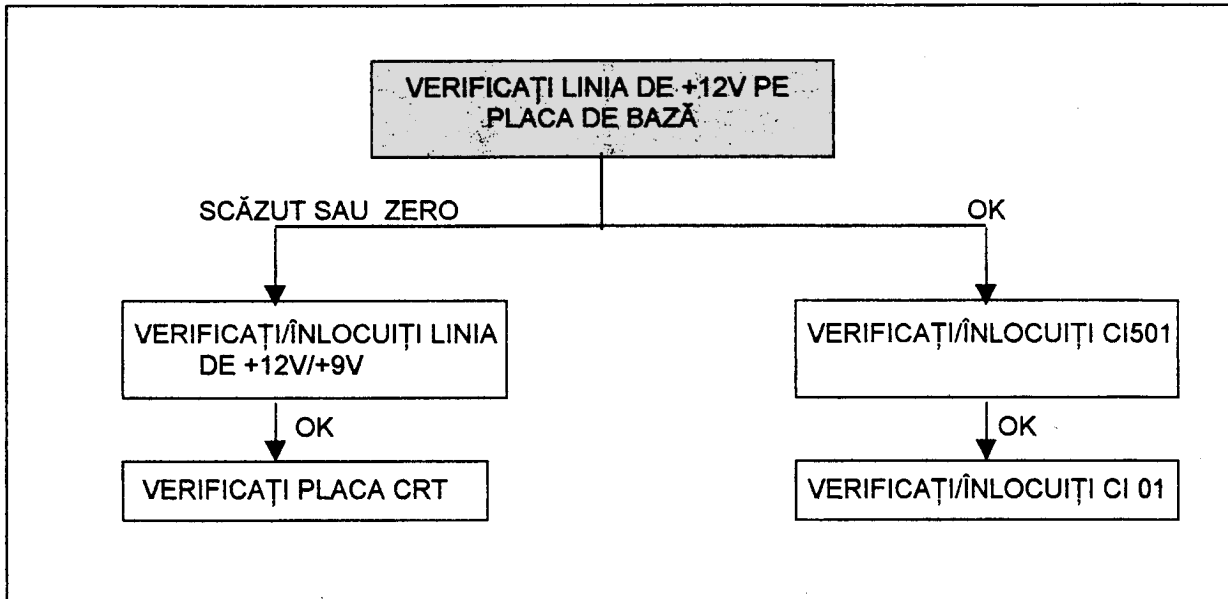 VERIFICAȚI LINIA DE +12V PE
PLACA DE BAZĂ
SCĂZUT SAU ZERO
OK
VERIFICAȚI/ÎNLOCUIȚI LINIA
DE +12V/+9V
VERIFICAȚI/ÎNLOCUIȚI CI501
OK
OK
VERIFICAȚI PLACA CRT
VERIFICAȚI/ÎNLOCUIȚI CI 01